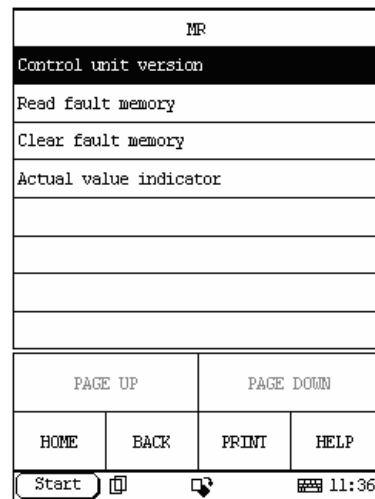 MR
Control unit version
Read fault memory
Clear fault memory
Actual value indicator
PAGE UP PAGE DOWN
HOME BACK PRINT HELP
Start 11:36